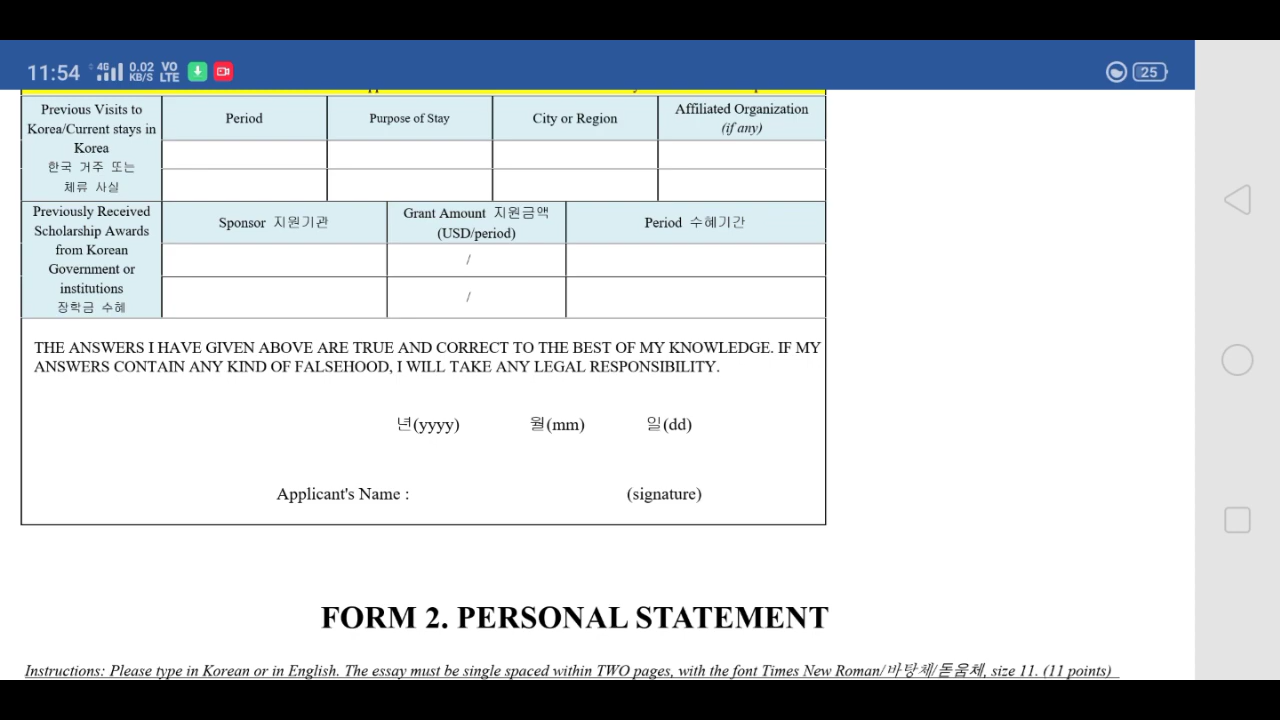 11:54 4G 0.02 KB/S VO LTE 25
Previous Visits to
Korea/Current stays in
Korea
한국 거주 또는
체류 사실
Period
Purpose of Stay
City or Region
Affiliated Organization
(if any)
Previously Received
Scholarship Awards
from Korean
Government or
institutions
장학금 수혜
Sponsor 지원기관
Grant Amount 지원금액
(USD/period)
Period 수혜기간
/
/
THE ANSWERS I HAVE GIVEN ABOVE ARE TRUE AND CORRECT TO THE BEST OF MY KNOWLEDGE. IF MY
ANSWERS CONTAIN ANY KIND OF FALSEHOOD, I WILL TAKE ANY LEGAL RESPONSIBILITY.
년(yyyy) 월(mm) 일(dd)
Applicant's Name : (signature)
FORM 2. PERSONAL STATEMENT
Instructions: Please type in Korean or in English. The essay must be single spaced within TWO pages, with the font Times New Roman/바탕체/돋움체, size 11. (11 points)